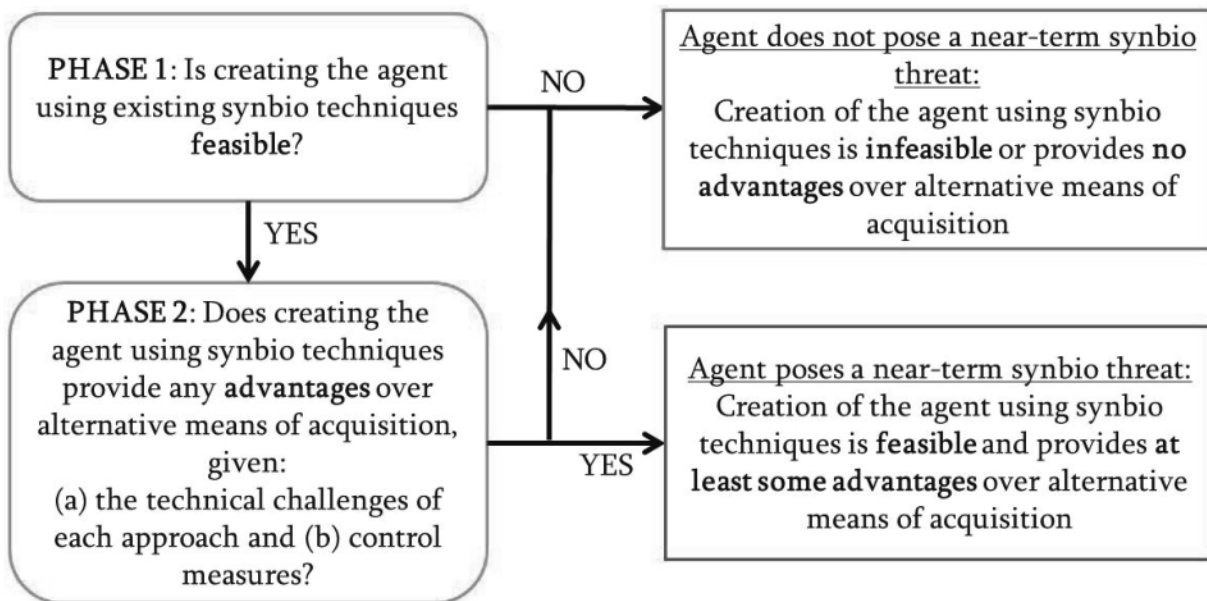 PHASE 1: Is creating the agent
using existing synbio techniques
feasible?
NO
Agent does not pose a near-term synbio
threat:
Creation of the agent using synbio
techniques is infeasible or provides no
advantages over alternative means of
acquisition
YES
PHASE 2: Does creating the
agent using synbio techniques
provide any advantages over
alternative means of acquisition,
given:
(a) the technical challenges of
each approach and (b) control
measures?
NO
YES
Agent poses a near-term synbio threat:
Creation of the agent using synbio
techniques is feasible and provides at
least some advantages over alternative
means of acquisition